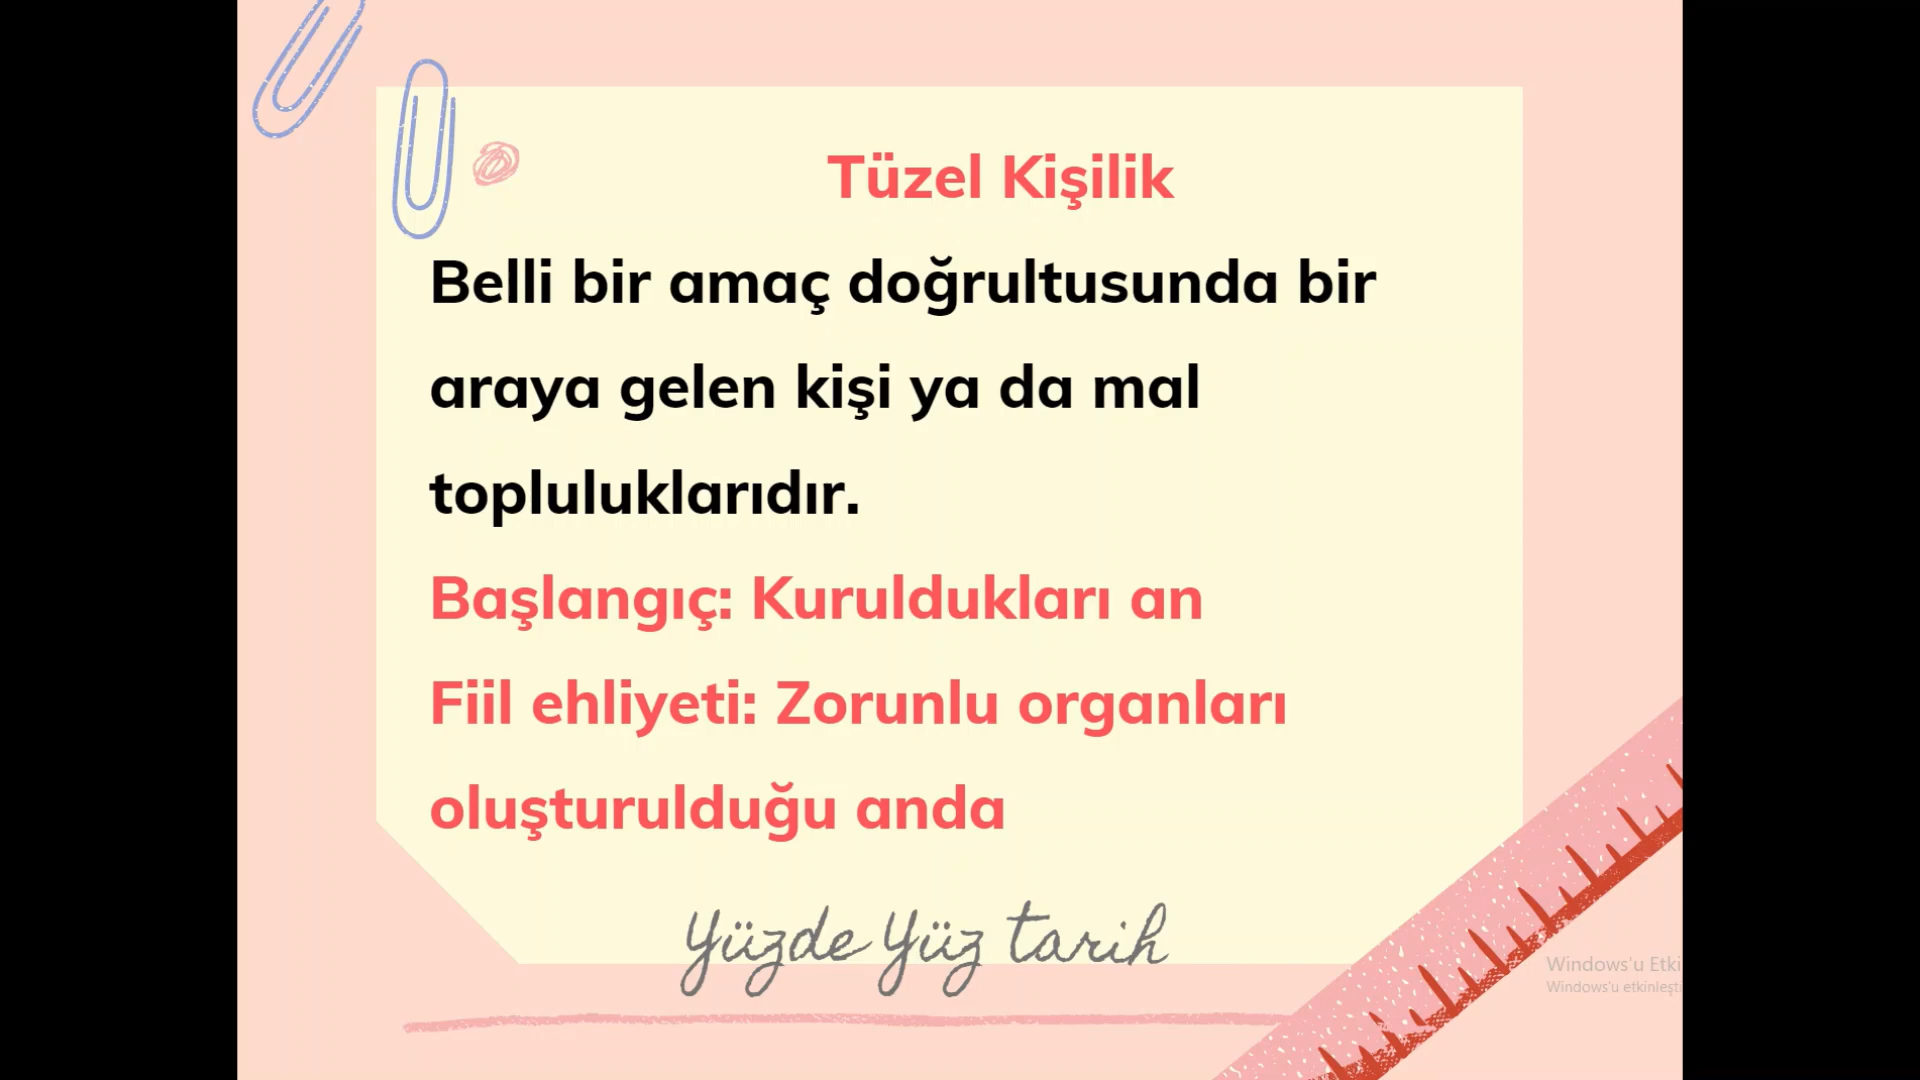 Tüzel Kişilik
Belli bir amaç doğrultusunda bir
araya gelen kişi ya da mal
topluluklarıdır.
Başlangıç: Kuruldukları an
Fiil ehliyeti: Zorunlu organları
oluşturulduğu anda
Yüzde Yüz tarih
Windows'u Etki
Windows'u etkinleşti